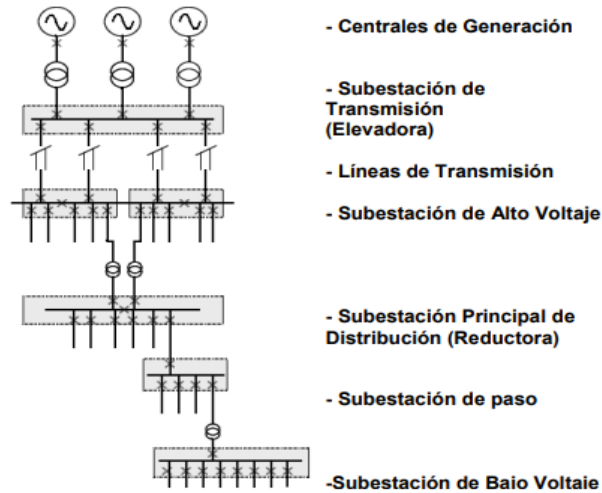 - Centrales de Generación
- Subestación de
Transmisión
(Elevadora)
- Líneas de Transmisión
- Subestación de Alto Voltaje
- Subestación Principal de
Distribución (Reductora)
- Subestación de paso
-Subestación de Baio Voltaie